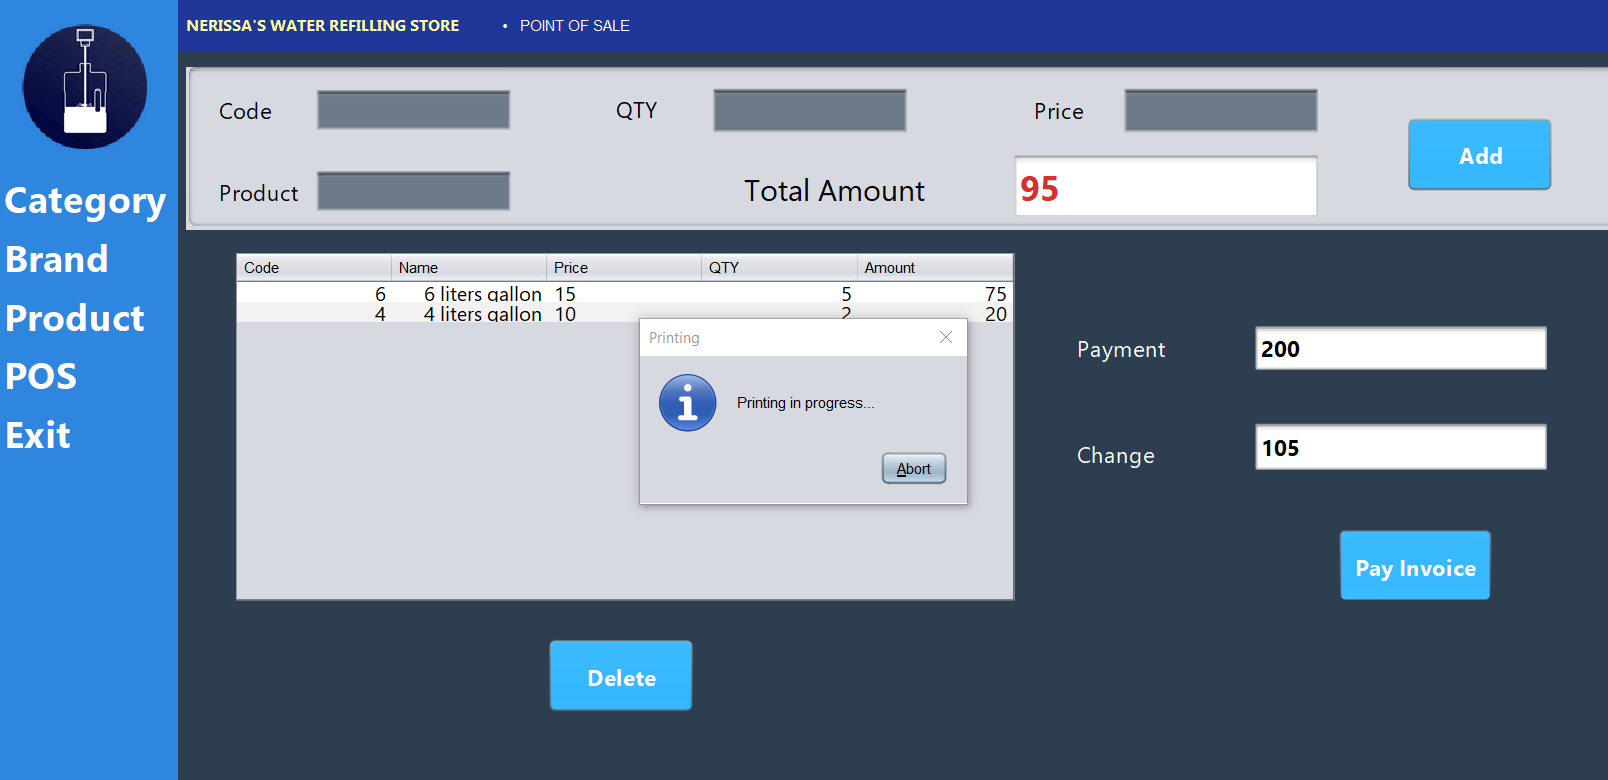 NERISSA'S WATER REFILLING STORE • POINT OF SALE
Code QTY Price
Add
Product Total Amount 95
Category
Brand
Product
POS
Exit
Code Name Price QTY Amount
6 6 liters gallon 15 5 75
4 4 liters gallon 10 2 20
Printing
Printing in progress...
Abort
Payment 200
Change 105
Pay Invoice
Delete